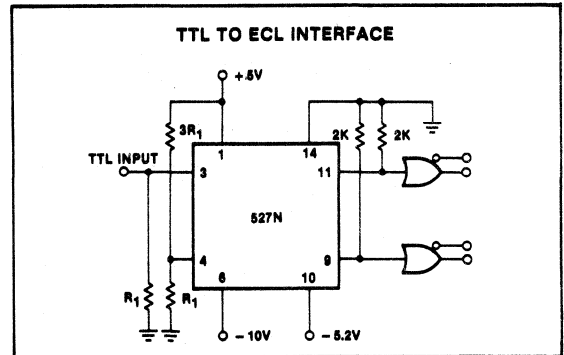 TTL TO ECL INTERFACE
+.5V
3R1
2K
2K
TTL INPUT
1
14
3
11
527N
4
9
6
10
R1
R1
- 10V
- 5.2V